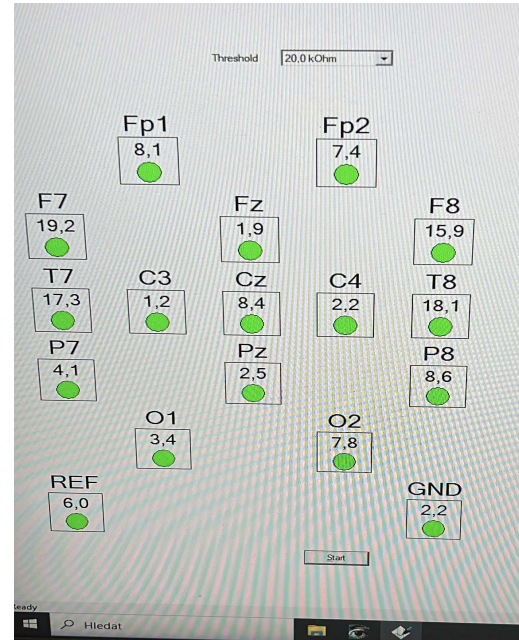 Threshold 20,0 kOhm
Fp1 Fp2
8,1 7,4
F7 Fz F8
19,2 1,9 15,9
T7 C3 Cz C4 T8
17,3 1,2 8,4 2,2 18,1
P7 Pz P8
4,1 2,5 8,6
O1 O2
3,4 7,8
REF GND
6,0 2,2
Start
Ready
Hledat